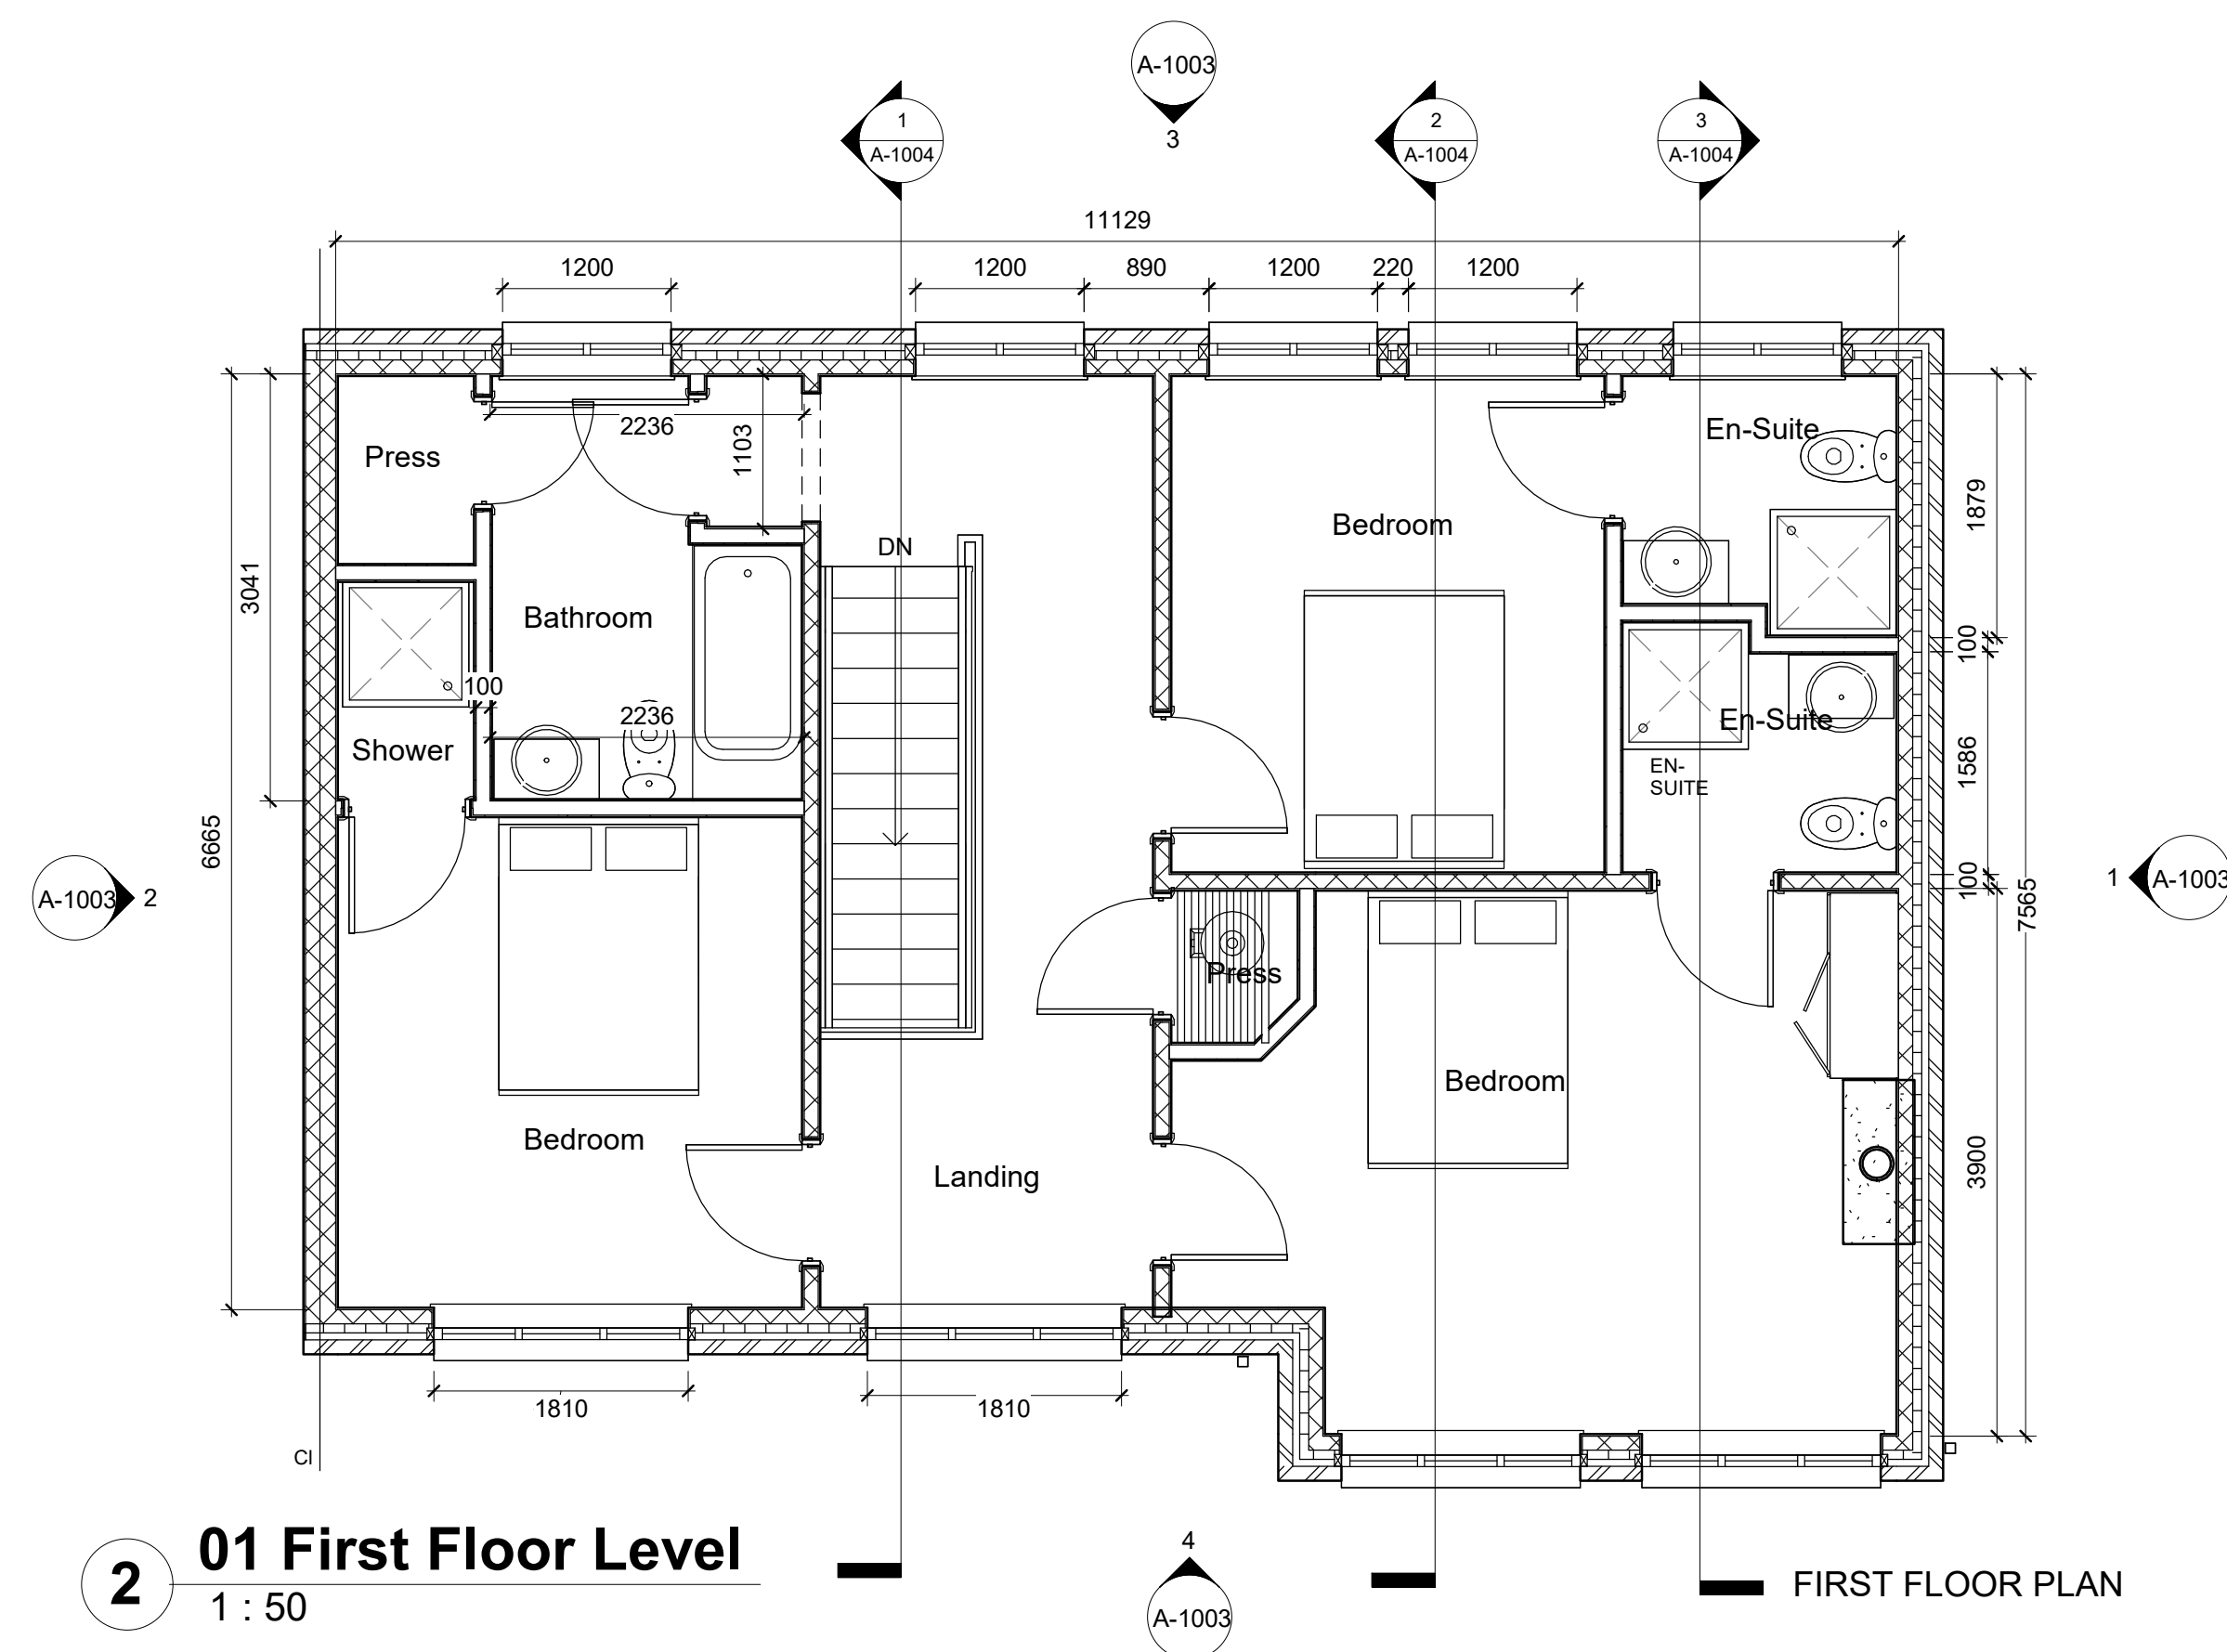 A-1003
3
1
A-1004
2
A-1004
3
A-1004
11129
1200
1200
890
1200
220
1200
2236
1103
Press
En-Suite
1879
Bedroom
DN
3041
Bathroom
100
100
2236
En-Suite
Shower
1586
EN-
SUITE
6665
A-1003
2
100
7565
1
A-1003
Press
Bedroom
Bedroom
3900
Landing
1810
1810
CI
2
01 First Floor Level
1 : 50
4
A-1003
FIRST FLOOR PLAN